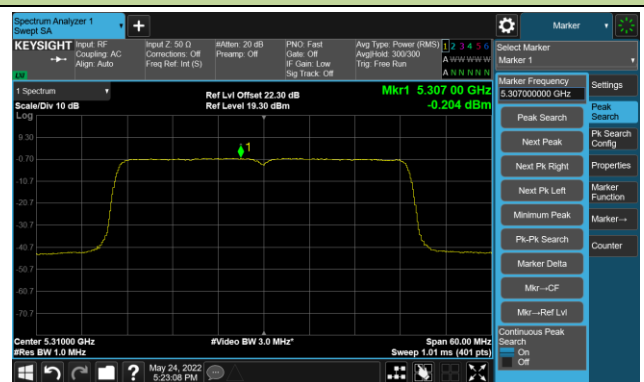 Spectrum Analyzer 1
Swept SA
+
Marker
KEYSIGHT
Input: RF
Coupling: AC
Align: Auto
Input Z: 50 Ω
Corrections: Off
Freq Ref: Int (S)
#Atten: 20 dB
Preamp: Off
PNO: Fast
Gate: Off
IF Gain: Low
Sig Track: Off
Avg Type: Power (RMS)
Avg|Hold: 300/300
Trig: Free Run
1 2 3 4 5 6
A W W W W W
A N N N N N
LW
Select Marker
Marker 1
1 Spectrum
Scale/Div 10 dB
Log
Ref Lvl Offset 22.30 dB
Ref Level 19.30 dBm
Mkr1 5.307 00 GHz
-0.204 dBm
9.30
-0.70
-10.7
-20.7
-30.7
-40.7
-50.7
-60.7
-70.7
1
Center 5.31000 GHz
#Res BW 1.0 MHz
#Video BW 3.0 MHz*
Span 60.00 MHz
Sweep 1.01 ms (401 pts)
Marker Frequency
5.307000000 GHz
Peak Search
Next Peak
Next Pk Right
Next Pk Left
Minimum Peak
Pk-Pk Search
Marker Delta
Mkr→CF
Mkr→Ref Lvl
Continuous Peak
Search
On
Off
Settings
Peak
Search
Pk Search
Config
Properties
Marker
Function
Marker→
Counter
?
May 24, 2022
5:23:08 PM